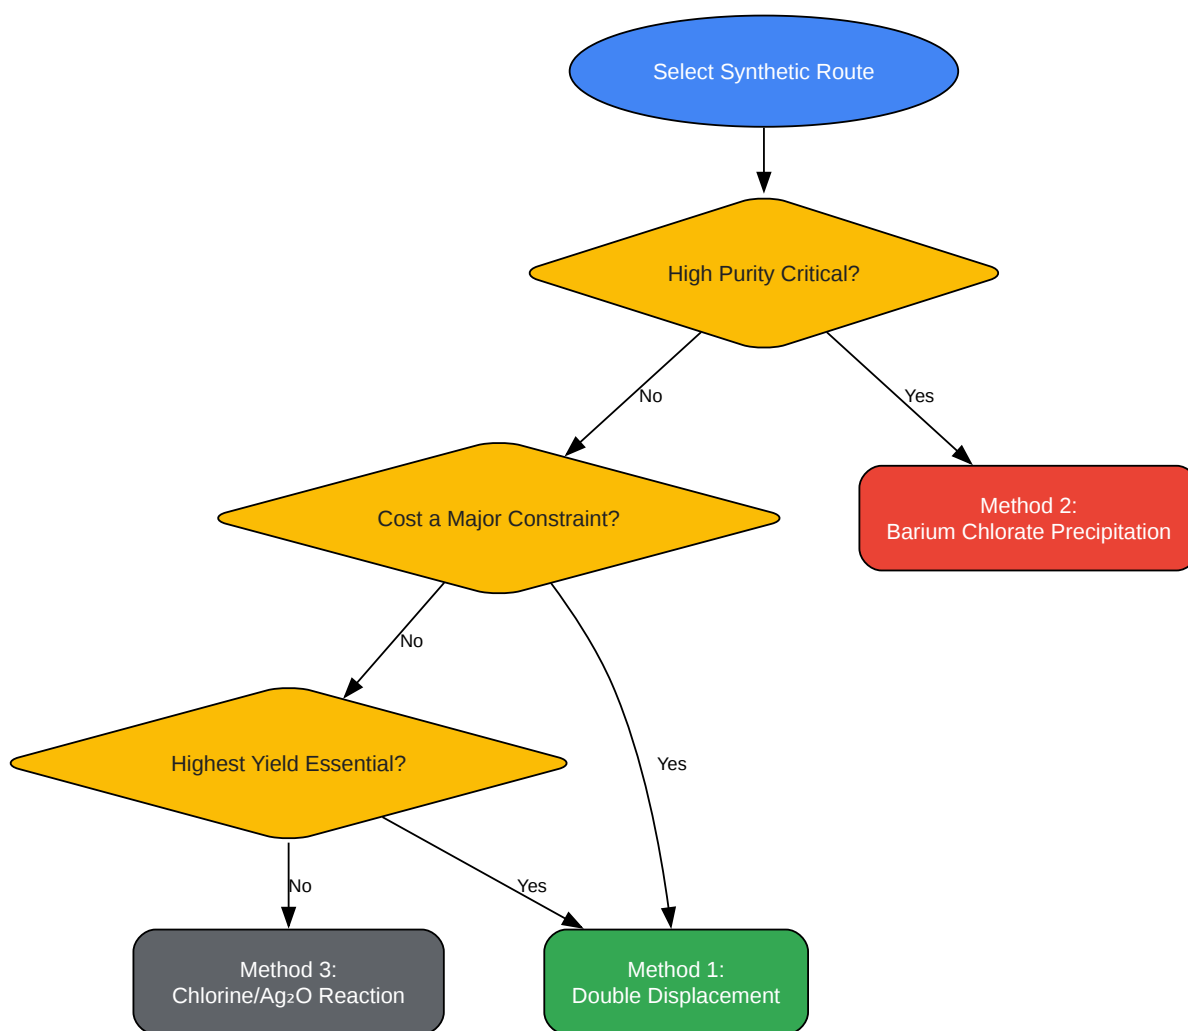 Select Synthetic Route
High Purity Critical?
No
Yes
Cost a Major Constraint?
Method 2:
Barium Chlorate Precipitation
No
Highest Yield Essential?
Yes
No
Yes
Method 3:
Chlorine/Ag₂O Reaction
Method 1:
Double Displacement